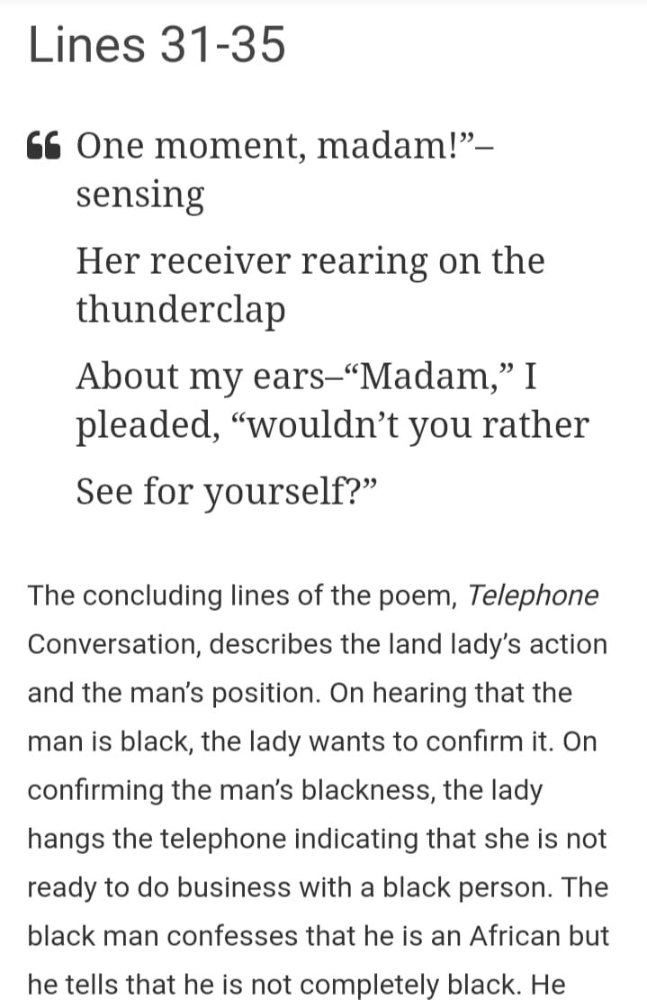 Lines 31-35
“ One moment, madam!”–
sensing
Her receiver rearing on the
thunderclap
About my ears–“Madam,” I
pleaded, “wouldn’t you rather
See for yourself?”
The concluding lines of the poem, Telephone
Conversation, describes the land lady’s action
and the man’s position. On hearing that the
man is black, the lady wants to confirm it. On
confirming the man’s blackness, the lady
hangs the telephone indicating that she is not
ready to do business with a black person. The
black man confesses that he is an African but
he tells that he is not completely black. He